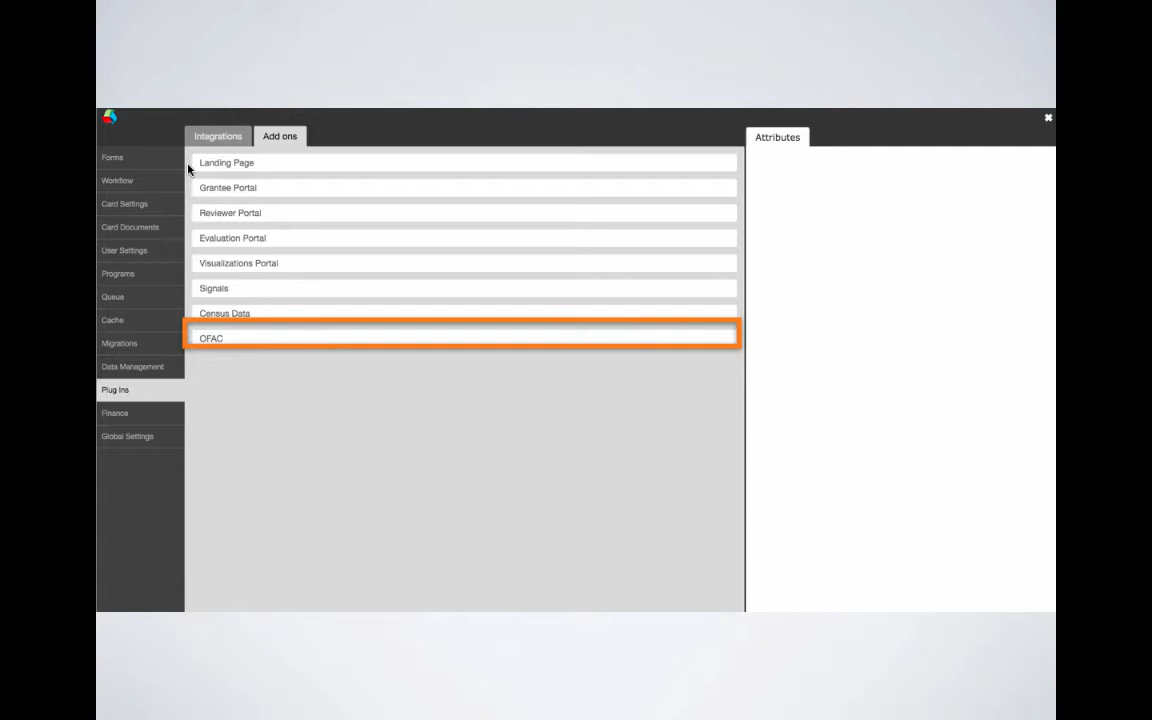 Integrations
Add ons
Attributes
Forms
Workflow
Card Settings
Card Documents
User Settings
Programs
Queue
Cache
Migrations
Data Management
Plug Ins
Finance
Global Settings
Landing Page
Grantee Portal
Reviewer Portal
Evaluation Portal
Visualizations Portal
Signals
Census Data
OFAC